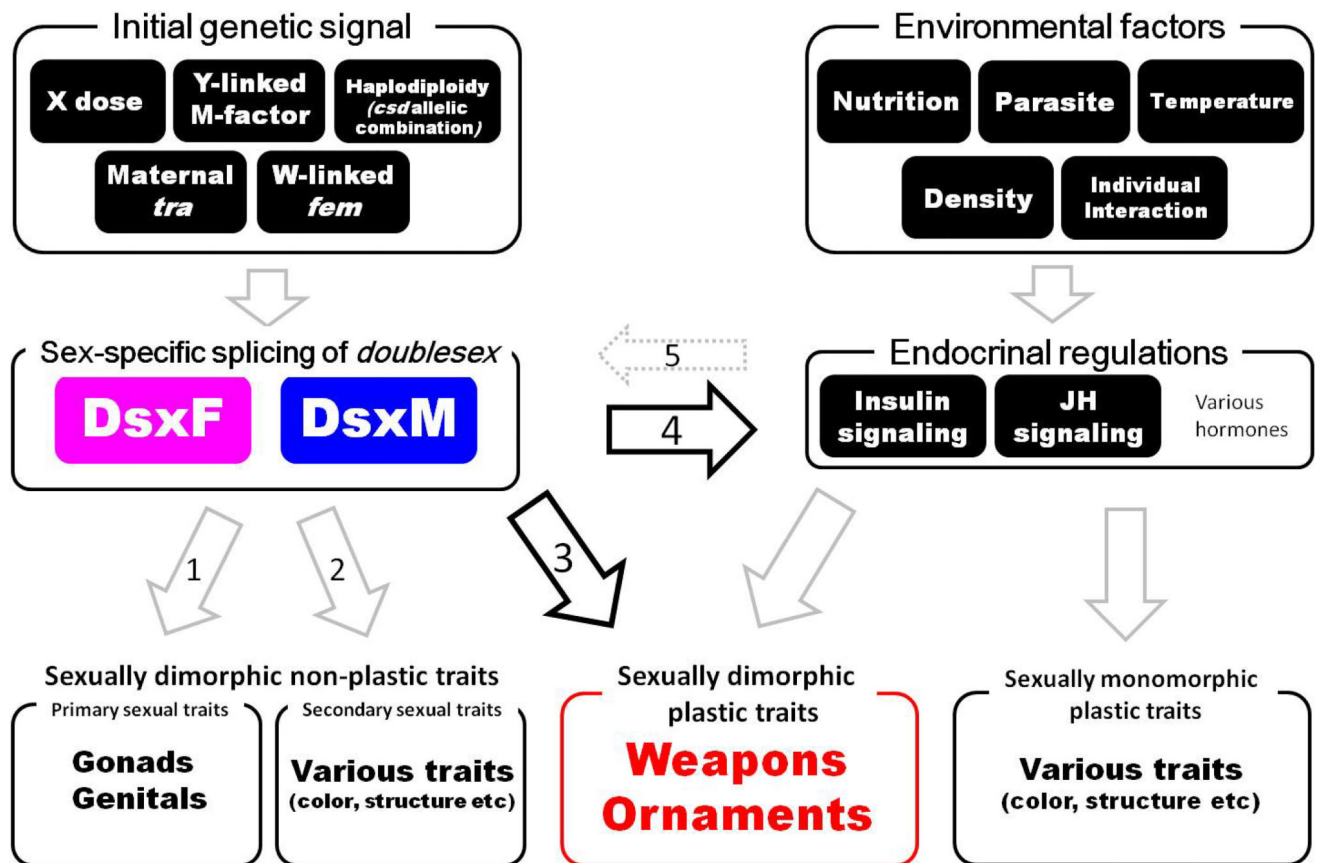 Initial genetic signal
X dose
Y-linked
M-factor
Haplodiploidy
(csd allelic
combination)
Maternal
tra
W-linked
fem
Environmental factors
Nutrition
Parasite
Temperature
Density
Individual
Interaction
Sex-specific splicing of doublesex
DsxF
DsxM
5
4
Endocrinal regulations
Insulin
signaling
JH
signaling
Various
hormones
1
2
3
Sexually dimorphic non-plastic traits
Primary sexual traits
Gonads
Genitals
Secondary sexual traits
Various traits
(color, structure etc)
Sexually dimorphic
plastic traits
Weapons
Ornaments
Sexually monomorphic
plastic traits
Various traits
(color, structure etc)